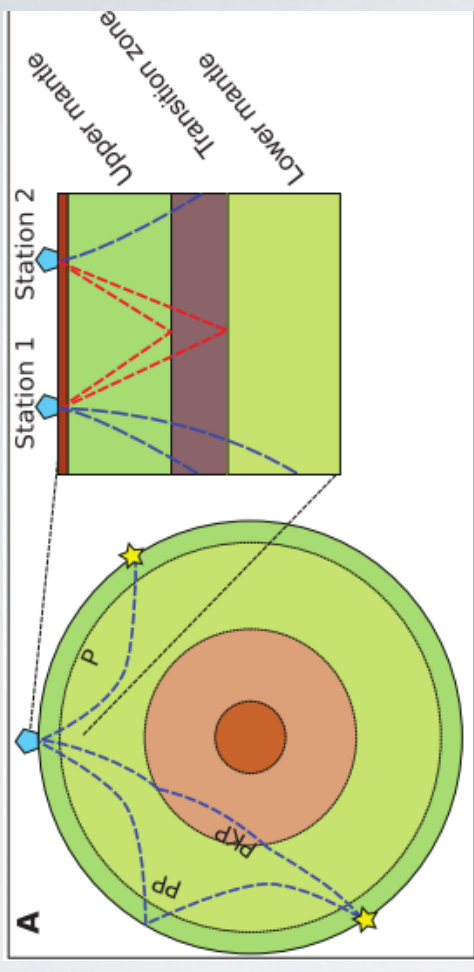 A
Station 1
Station 2
Upper mantle
Transition zone
Lower mantle
P
PP
PKP